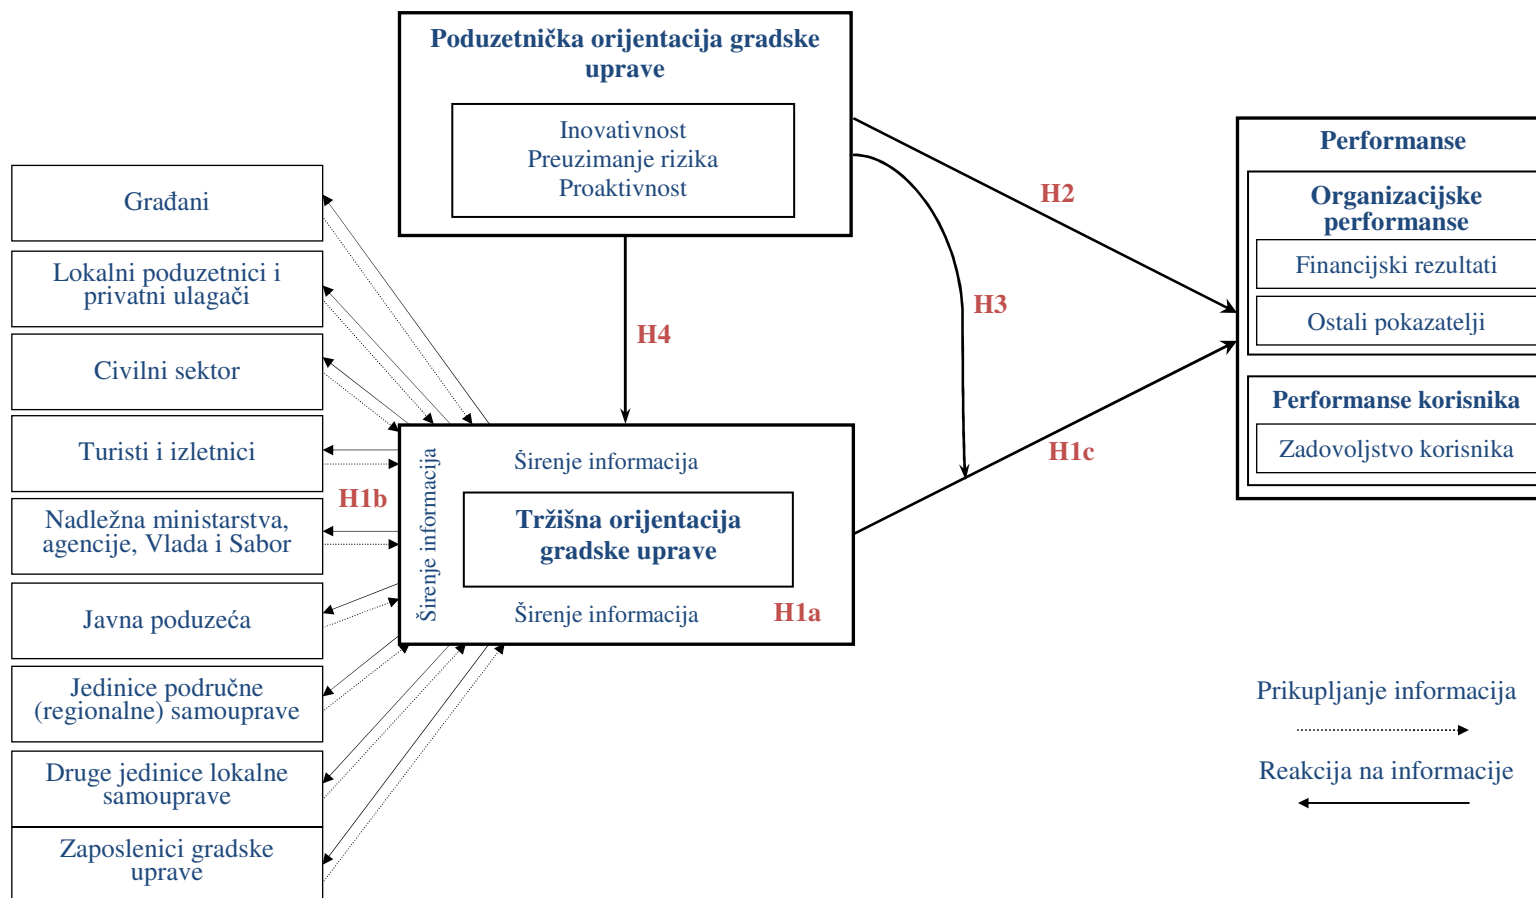 Poduzetnička orijentacija gradske
uprave
Inovativnost
Preuzimanje rizika
Proaktivnost
Građani
Lokalni poduzetnici i
privatni ulagači
Civilni sektor
Turisti i izletnici
Nadležna ministarstva,
agencije, Vlada i Sabor
Javna poduzeća
Jedinice područne
(regionalne) samouprave
Druge jedinice lokalne
samouprave
Zaposlenici gradske
uprave
H1b
H4
Širenje informacija
Širenje informacija
Tržišna orijentacija
gradske uprave
Širenje informacija
H1a
H2
H3
H1c
Performanse
Organizacijske
performanse
Financijski rezultati
Ostali pokazatelji
Performanse korisnika
Zadovoljstvo korisnika
Prikupljanje informacija
Reakcija na informacije